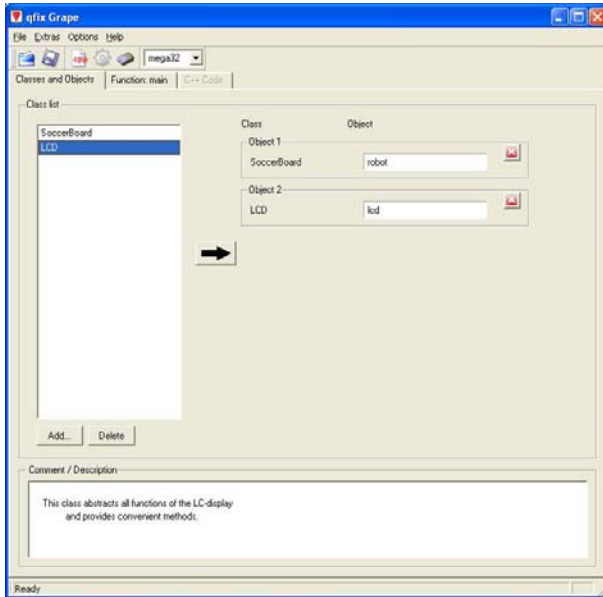 qfix Grape
File Extras Options Help
mega32
Classes and Objects Function: main C++ Code
Class list
SoccerBoard
LCD
Class Object
Object 1
SoccerBoard robot
Object 2
LCD lcd
Add... Delete
Comment / Description
This class abstracts all functions of the LC-display
and provides convenient methods.
Ready